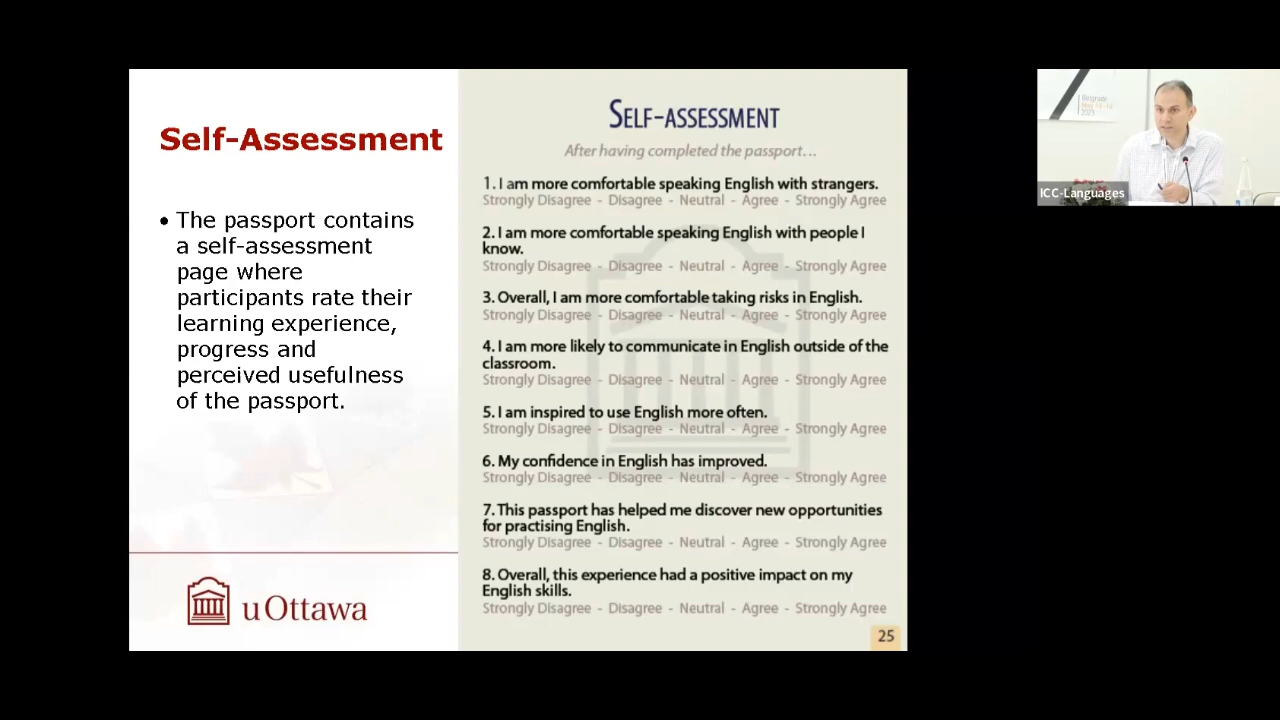 Self-Assessment
• The passport contains
a self-assessment
page where
participants rate their
learning experience,
progress and
perceived usefulness
of the passport.
uOttawa
SELF-ASSESSMENT
After having completed the passport...
1. I am more comfortable speaking English with strangers.
Strongly Disagree - Disagree - Neutral - Agree - Strongly Agree
2. I am more comfortable speaking English with people I
know.
Strongly Disagree - Disagree - Neutral - Agree - Strongly Agree
3. Overall, I am more comfortable taking risks in English.
Strongly Disagree - Disagree - Neutral - Agree - Strongly Agree
4. I am more likely to communicate in English outside of the
classroom.
Strongly Disagree - Disagree - Neutral - Agree - Strongly Agree
5. I am inspired to use English more often.
Strongly Disagree - Disagree - Neutral - Agree - Strongly Agree
6. My confidence in English has improved.
Strongly Disagree - Disagree - Neutral - Agree - Strongly Agree
7. This passport has helped me discover new opportunities
for practising English.
Strongly Disagree - Disagree - Neutral - Agree - Strongly Agree
8. Overall, this experience had a positive impact on my
English skills.
Strongly Disagree - Disagree - Neutral - Agree - Strongly Agree
25
Belgrade
2023
ICC-Languages